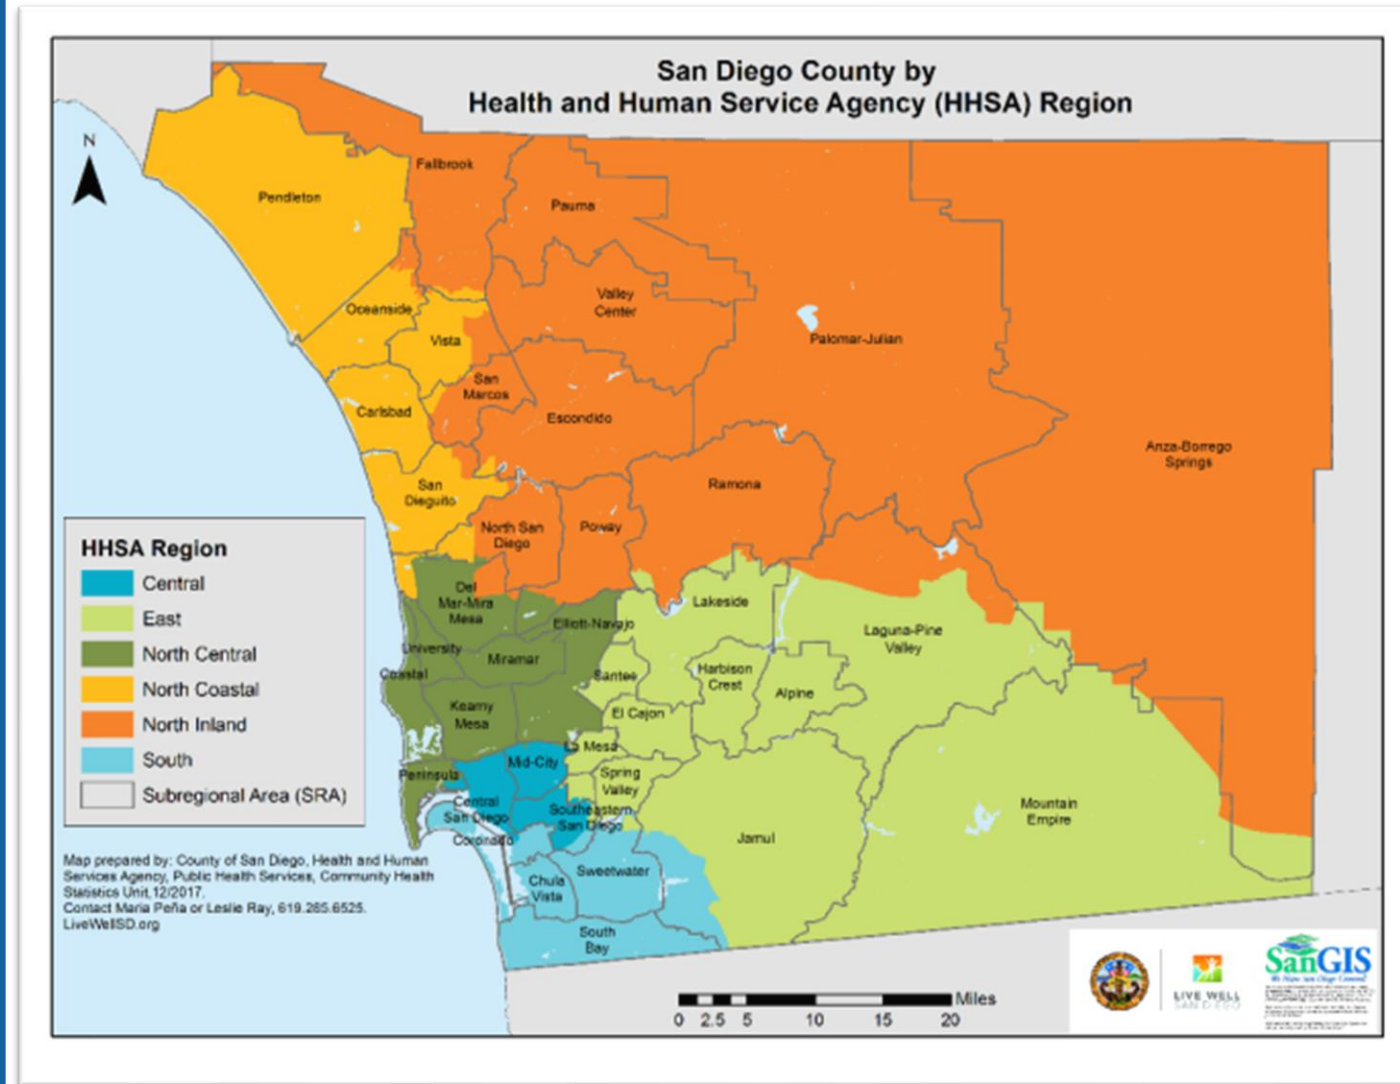 San Diego County by
Health and Human Service Agency (HHSA) Region
N
Fallbrook
Pendleton
Pauma
Valley
Center
Oceanside
Vista
Palomar-Julian
San
Marcos
Carlsbad
Escondido
Anza-Borrego
Springs
San
Dieguito
Ramona
North San
Diego
Poway
HHSA Region
Central
East
North Central
North Coastal
North Inland
South
Subregional Area (SRA)
Del
Mar-Mira
Mesa
Lakeside
Elliott-Navajo
Laguna-Pine
Valley
University
Miramar
Coastal
Santee
Harbison
Crest
Alpine
Kearny
Mesa
El Cajon
La Mesa
Mid-City
Peninsula
Spring
Valley
Central
San Diego
Southeastern
San Diego
Mountain
Empire
Coronado
Jamul
Sweetwater
Chula
Vista
South
Bay
Map prepared by: County of San Diego, Health and Human
Services Agency, Public Health Services, Community Health
Statistics Unit,12/2017.
Contact Maria Peña or Leslie Ray, 619.285.6525.
LiveWellSD.org
Miles
0 2.5 5 10 15 20
LIVE WELL
SAN DIEGO
SanGIS